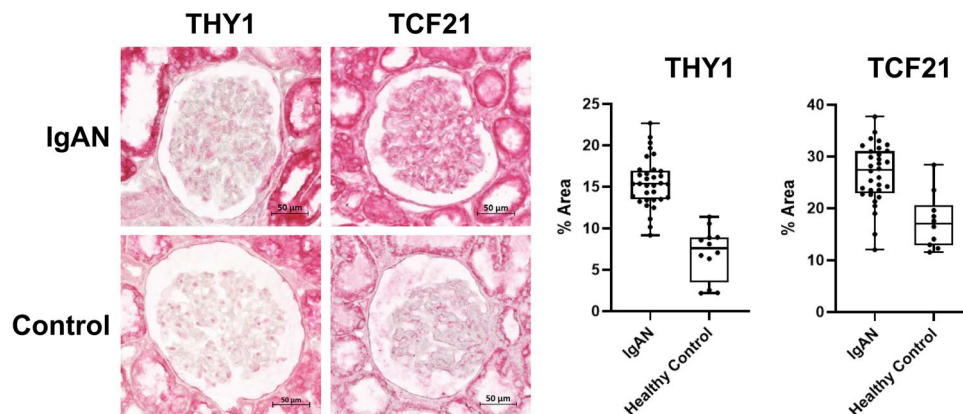 THY1
TCF21
IgAN
50 µm
50 µm
Control
50 µm
50 µm
THY1
% Area
25
20
15
10
5
0
IgAN
Healthy Control
TCF21
% Area
40
30
20
10
0
IgAN
Healthy Control